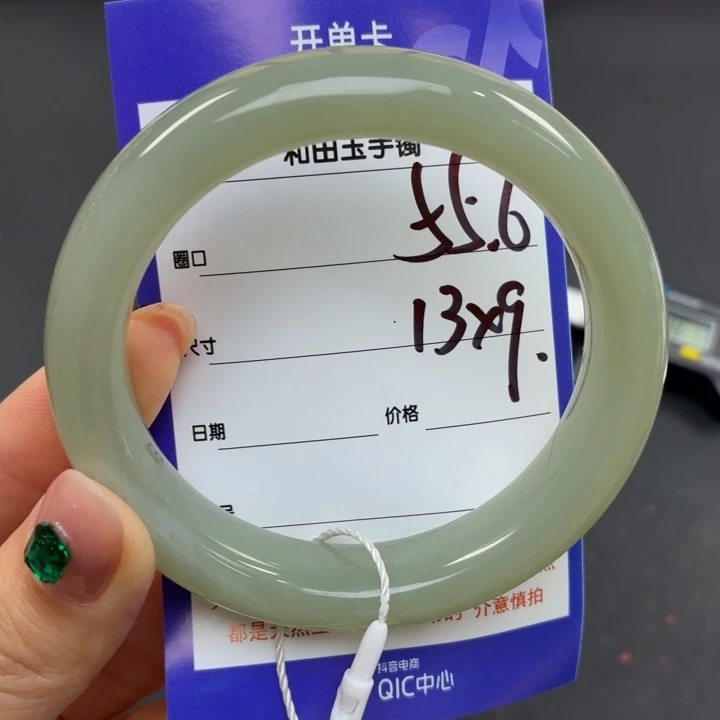 开单卡
和田玉手镯
圈口 55.6
尺寸 13x9.
日期 价格
都是天然 介意慎拍
抖音电商
QIC中心